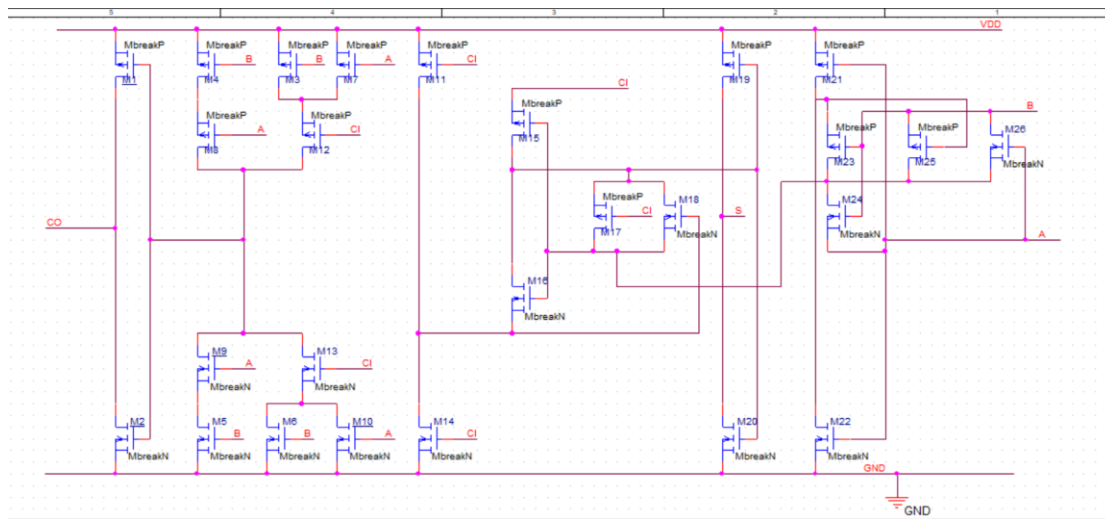 5 4 3 2 1
VDD
MbreakP MbreakP MbreakP MbreakP MbreakP MbreakP MbreakP
M1 M4 B M3 B M7 A M11 CI M19 M21
CI
MbreakP MbreakP MbreakP MbreakP MbreakP M26
M8 A M12 CI M15 M23 M25 MbreakN
B
MbreakP M18 M24
M17 CI MbreakN MbreakN
CO S A
M16
MbreakN
M9 A M13 CI
MbreakN MbreakN
M2 M5 B M6 B M10 A M14 CI M20 M22
MbreakN MbreakN MbreakN MbreakN MbreakN MbreakN MbreakN
GND
GND